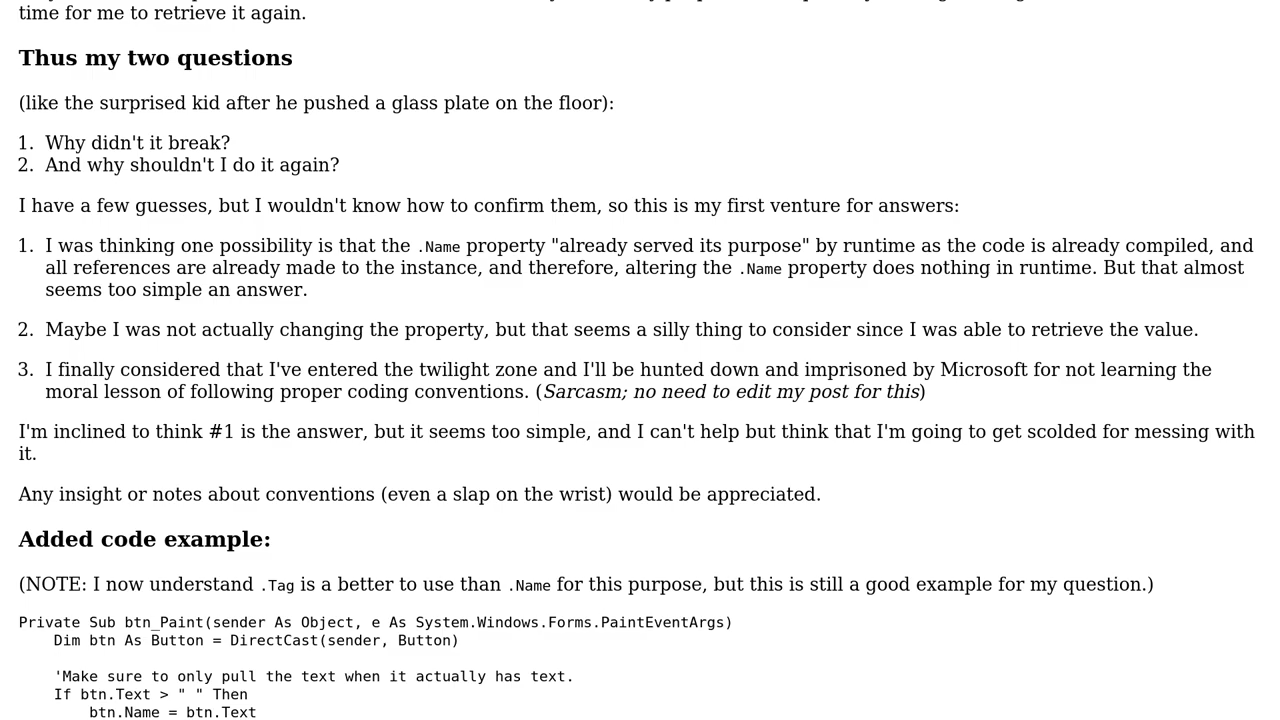 time for me to retrieve it again.
Thus my two questions
(like the surprised kid after he pushed a glass plate on the floor):
1. Why didn't it break?
2. And why shouldn't I do it again?
I have a few guesses, but I wouldn't know how to confirm them, so this is my first venture for answers:
1. I was thinking one possibility is that the .Name property "already served its purpose" by runtime as the code is already compiled, and
all references are already made to the instance, and therefore, altering the .Name property does nothing in runtime. But that almost
seems too simple an answer.
2. Maybe I was not actually changing the property, but that seems a silly thing to consider since I was able to retrieve the value.
3. I finally considered that I've entered the twilight zone and I'll be hunted down and imprisoned by Microsoft for not learning the
moral lesson of following proper coding conventions. (Sarcasm; no need to edit my post for this)
I'm inclined to think #1 is the answer, but it seems too simple, and I can't help but think that I'm going to get scolded for messing with
it.
Any insight or notes about conventions (even a slap on the wrist) would be appreciated.
Added code example:
(NOTE: I now understand .Tag is a better to use than .Name for this purpose, but this is still a good example for my question.)
Private Sub btn_Paint(sender As Object, e As System.Windows.Forms.PaintEventArgs)
    Dim btn As Button = DirectCast(sender, Button)
    'Make sure to only pull the text when it actually has text.
    If btn.Text > " " Then
        btn.Name = btn.Text